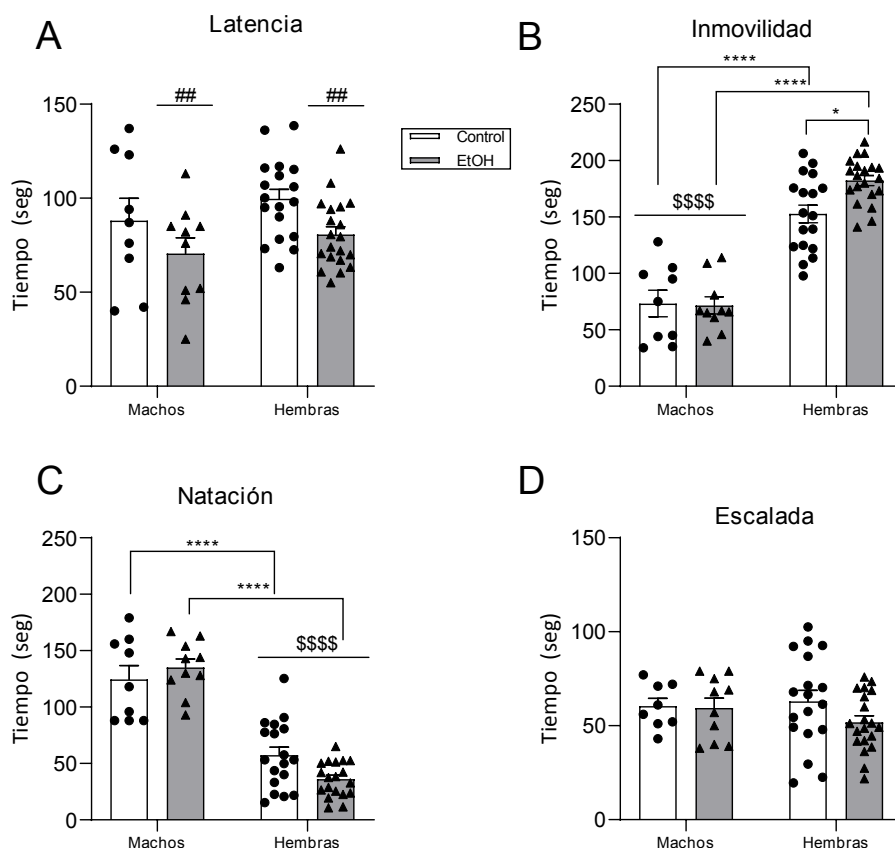 A
Latencia
##
##
Tiempo (seg)
150
100
50
0
Machos
Hembras
Control
EtOH
B
Inmovilidad
****
****
*
$$$$
Tiempo (seg)
250
200
150
100
50
0
Machos
Hembras
C
Natación
****
****
$$$$
Tiempo (seg)
250
200
150
100
50
0
Machos
Hembras
D
Escalada
Tiempo (seg)
150
100
50
0
Machos
Hembras